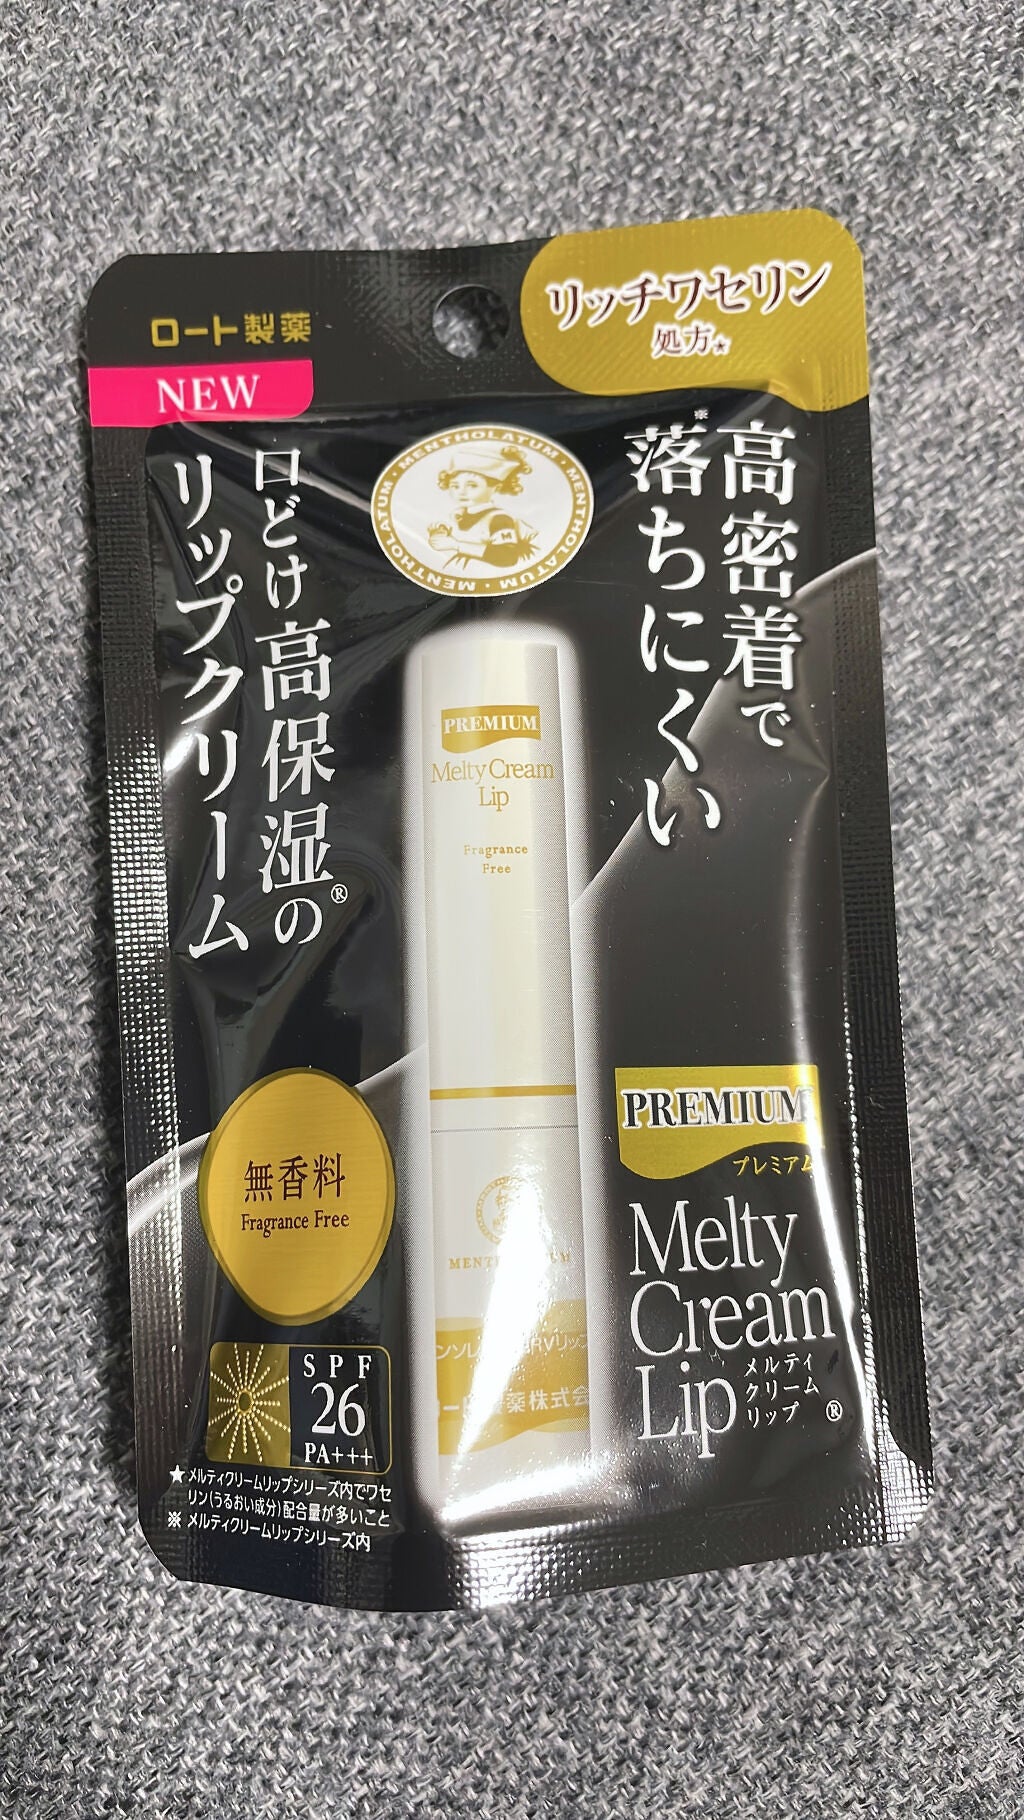 ロート製薬
NEW
リッチワセリン
処方★
高密着で
※落ちにくい
口どけ高保湿の
リップクリーム®
MENTHOLATUM・MENTHOLATUM・MENTHOLATUM・
PREMIUM
Melty Cream
Lip
Fragrance
Free
無香料
Fragrance Free
SPF
26
PA+++
★メルティクリームリップシリーズ内でワセ
リン(うるおい成分)配合量が多いこと
※メルティクリームリップシリーズ内
PREMIUM
プレミアム
Melty
Cream
Lip
メルティ
クリーム
リップ®